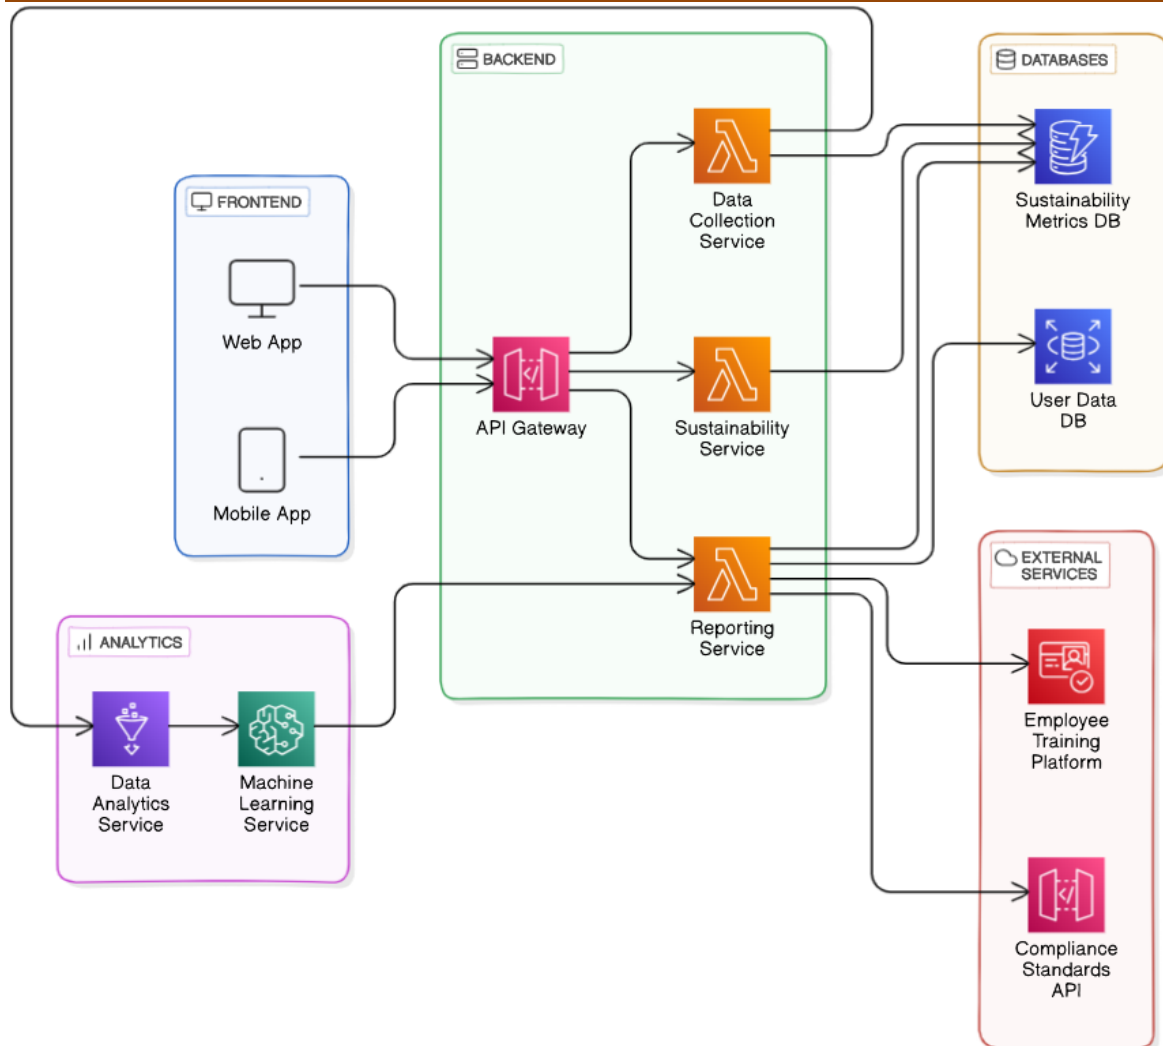 BACKEND
DATABASES
Data
Collection
Service
Sustainability
Metrics DB
FRONTEND
Web App
Mobile App
API Gateway
Sustainability
Service
User Data
DB
Reporting
Service
EXTERNAL
SERVICES
Employee
Training
Platform
Compliance
Standards
API
ANALYTICS
Data
Analytics
Service
Machine
Learning
Service